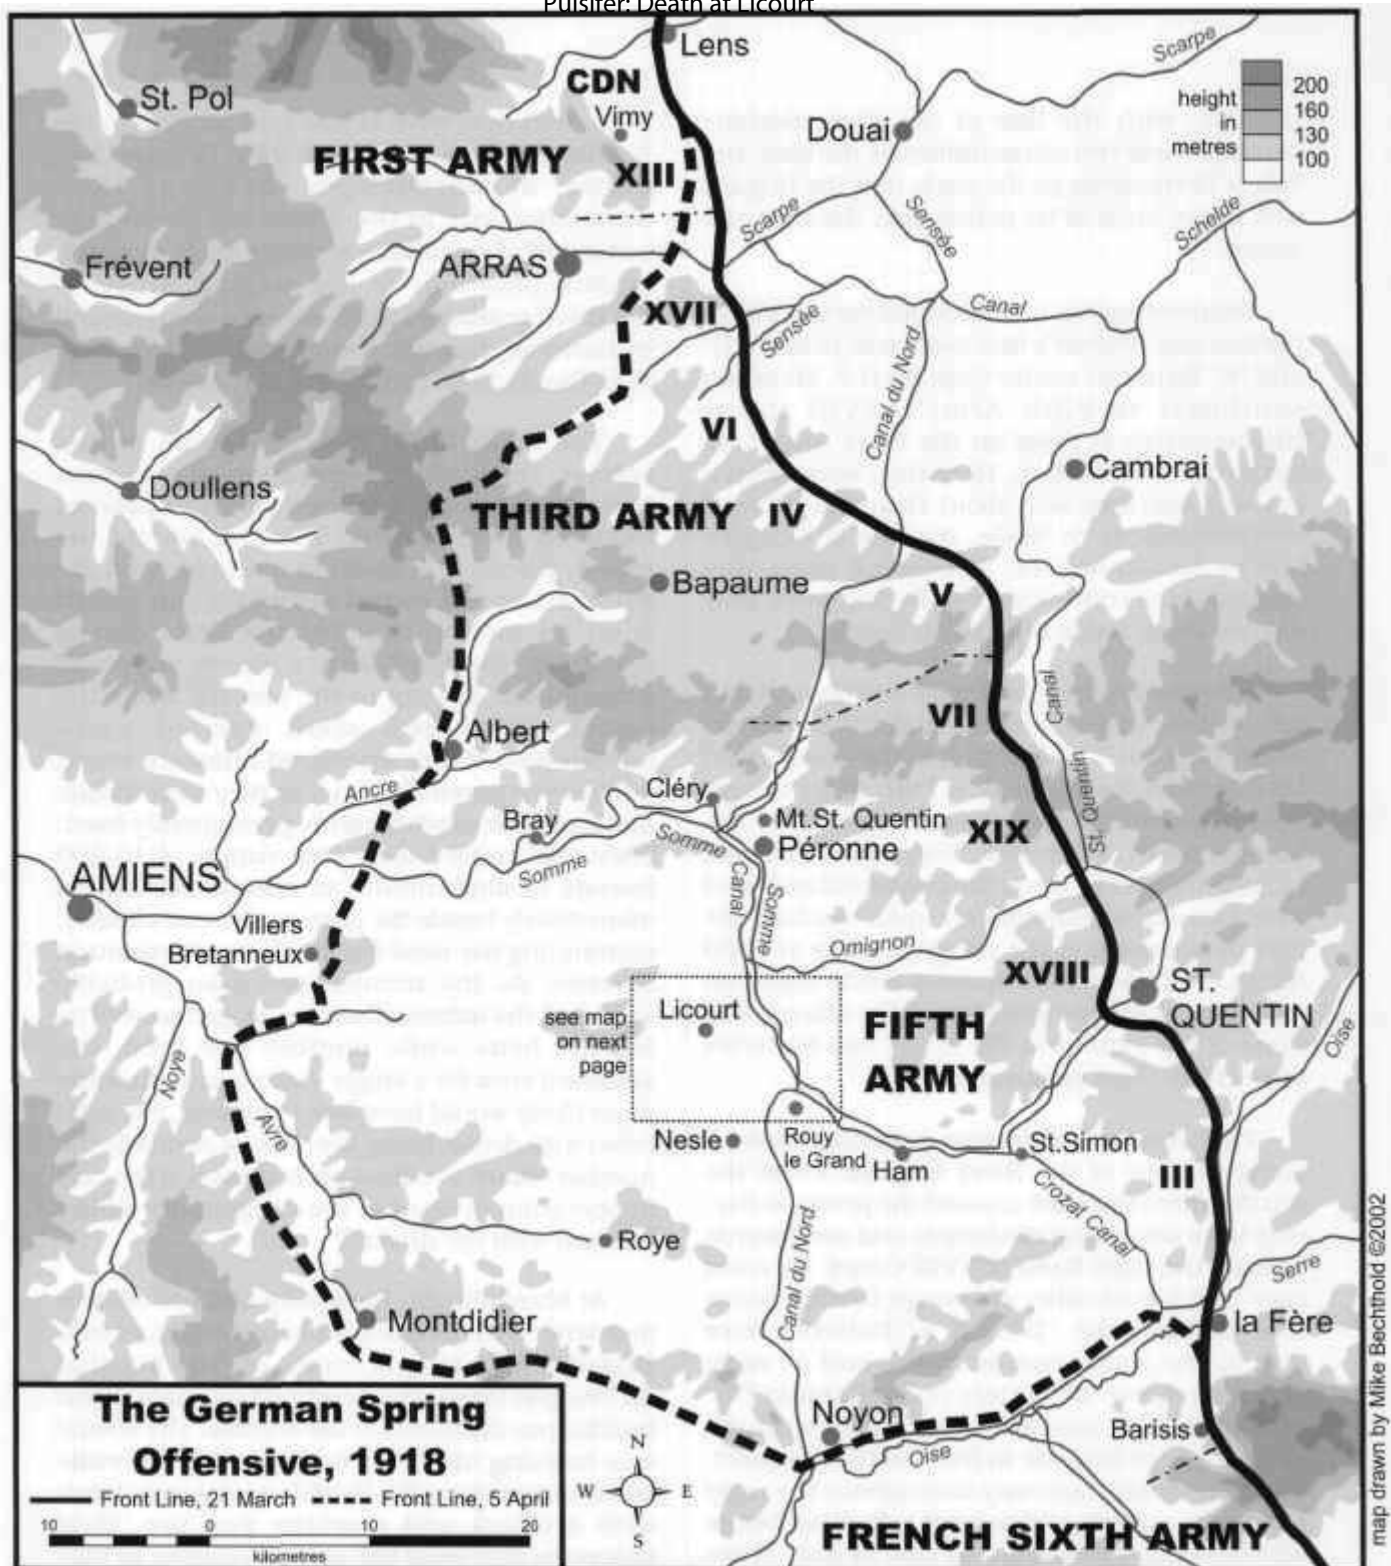 Pulsifer: Death at Licourt
Lens
CDN
St. Pol
Vimy
Douai
Scarpe
height
in
metres
200
160
130
100
FIRST ARMY
XIII
Scarpe
Sensée
Schelde
Frévent
ARRAS
XVII
Sensée
Canal
Canal du Nord
VI
Cambrai
Doullens
THIRD ARMY
IV
Bapaume
V
VII
Canal
St. Quentin
Albert
Ancre
Cléry
Bray
Somme
Somme
Canal
Somme
Mt.St. Quentin
Péronne
XIX
AMIENS
Villers
Bretanneux
Omignon
XVIII
ST.
QUENTIN
see map
on next
page
Licourt
FIFTH
ARMY
Oise
Noye
Avre
Nesle
Rouy
le Grand
Ham
St.Simon
III
Crozat Canal
Roye
Canal du Nord
Serre
Montdidier
la Fère
Noyon
Oise
Barisis
FRENCH SIXTH ARMY
The German Spring
Offensive, 1918
Front Line, 21 March
Front Line, 5 April
10 0 10 20
kilometres
N
W E
S
map drawn by Mike Bechthold ©2002